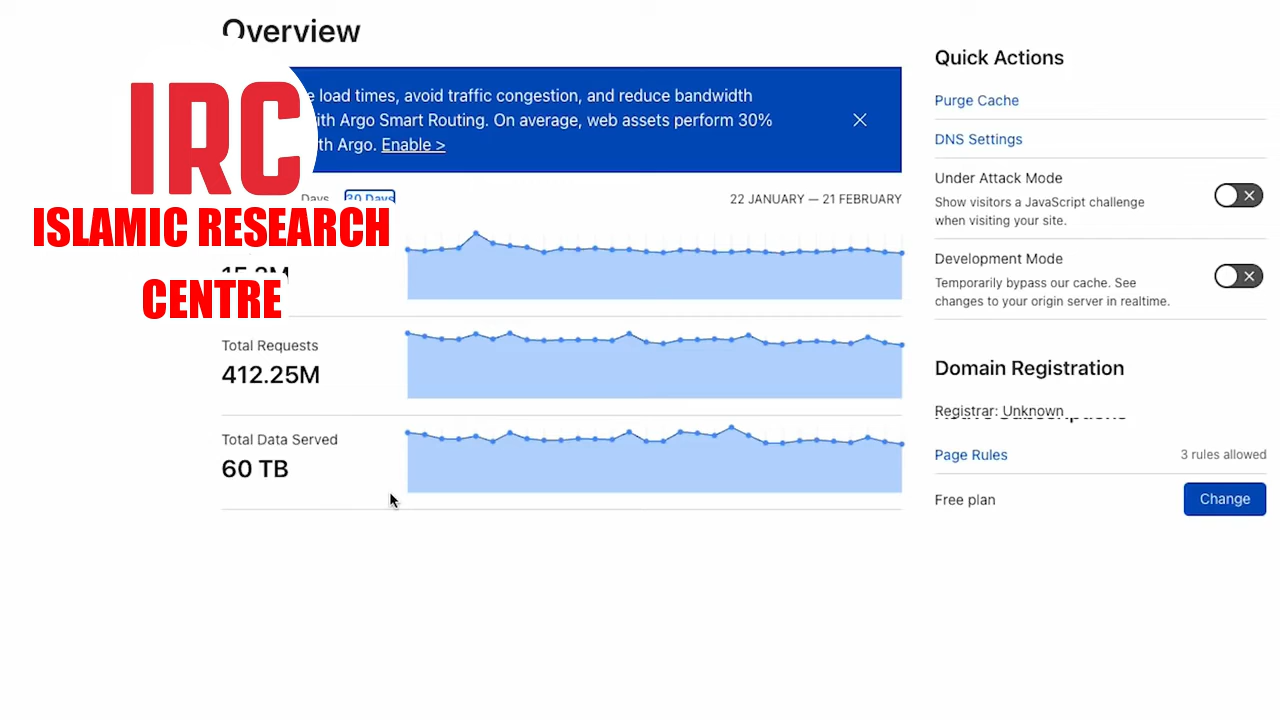 Overview
IRC
ISLAMIC RESEARCH
CENTRE
load times, avoid traffic congestion, and reduce bandwidth
with Argo Smart Routing. On average, web assets perform 30%
Argo. Enable >
Days
30 Days
22 JANUARY — 21 FEBRUARY
Total Requests
412.25M
Total Data Served
60 TB
Quick Actions
Purge Cache
DNS Settings
Under Attack Mode
Show visitors a JavaScript challenge
when visiting your site.
Development Mode
Temporarily bypass our cache. See
changes to your origin server in realtime.
Domain Registration
Registrar: Unknown
Page Rules
3 rules allowed
Free plan
Change